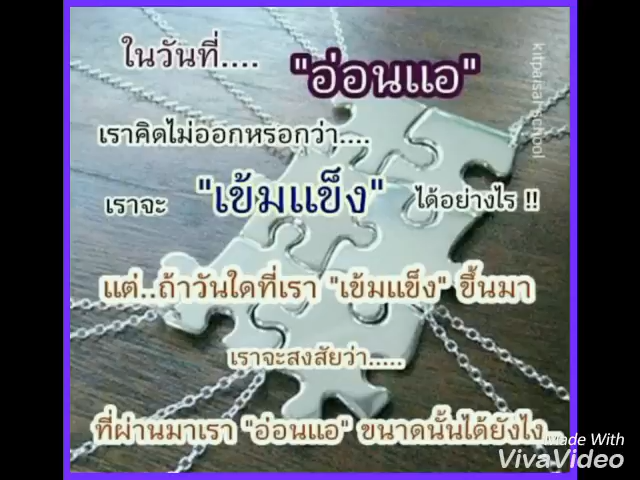 ในวันที่....
"อ่อนแอ"
เราคิดไม่ออกหรอกว่า....
เราจะ "เข้มแข็ง" ได้อย่างไร !!
แต่..ถ้าวันใดที่เรา "เข้มแข็ง" ขึ้นมา
เราจะสงสัยว่า.....
ที่ผ่านมาเรา "อ่อนแอ" ขนาดนั้นได้ยังไง
kitpaisarnschool
Made With
VivaVideo